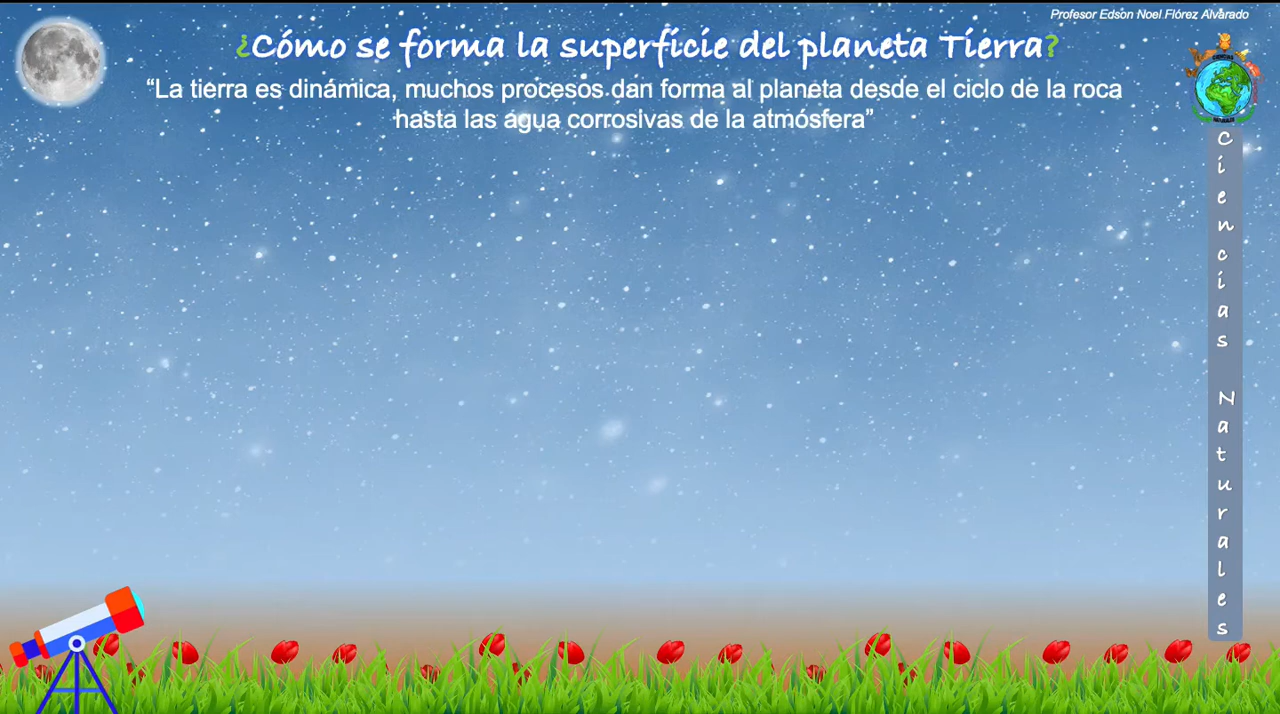 Profesor Edson Noel Flórez Alvarado
¿Cómo se forma la superficie del planeta Tierra?
“La tierra es dinámica, muchos procesos dan forma al planeta desde el ciclo de la roca
hasta las agua corrosivas de la atmósfera”
CIENCIAS
Ciencias Naturales